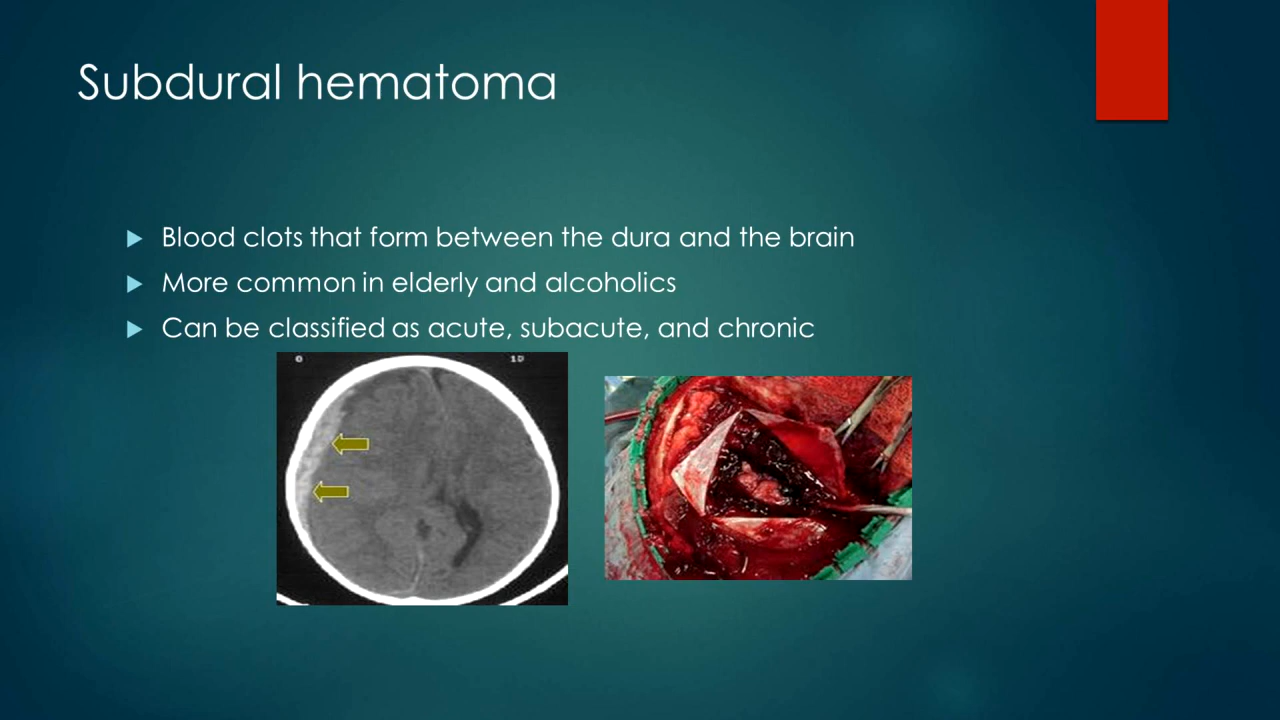 Subdural hematoma
Blood clots that form between the dura and the brain
More common in elderly and alcoholics
Can be classified as acute, subacute, and chronic